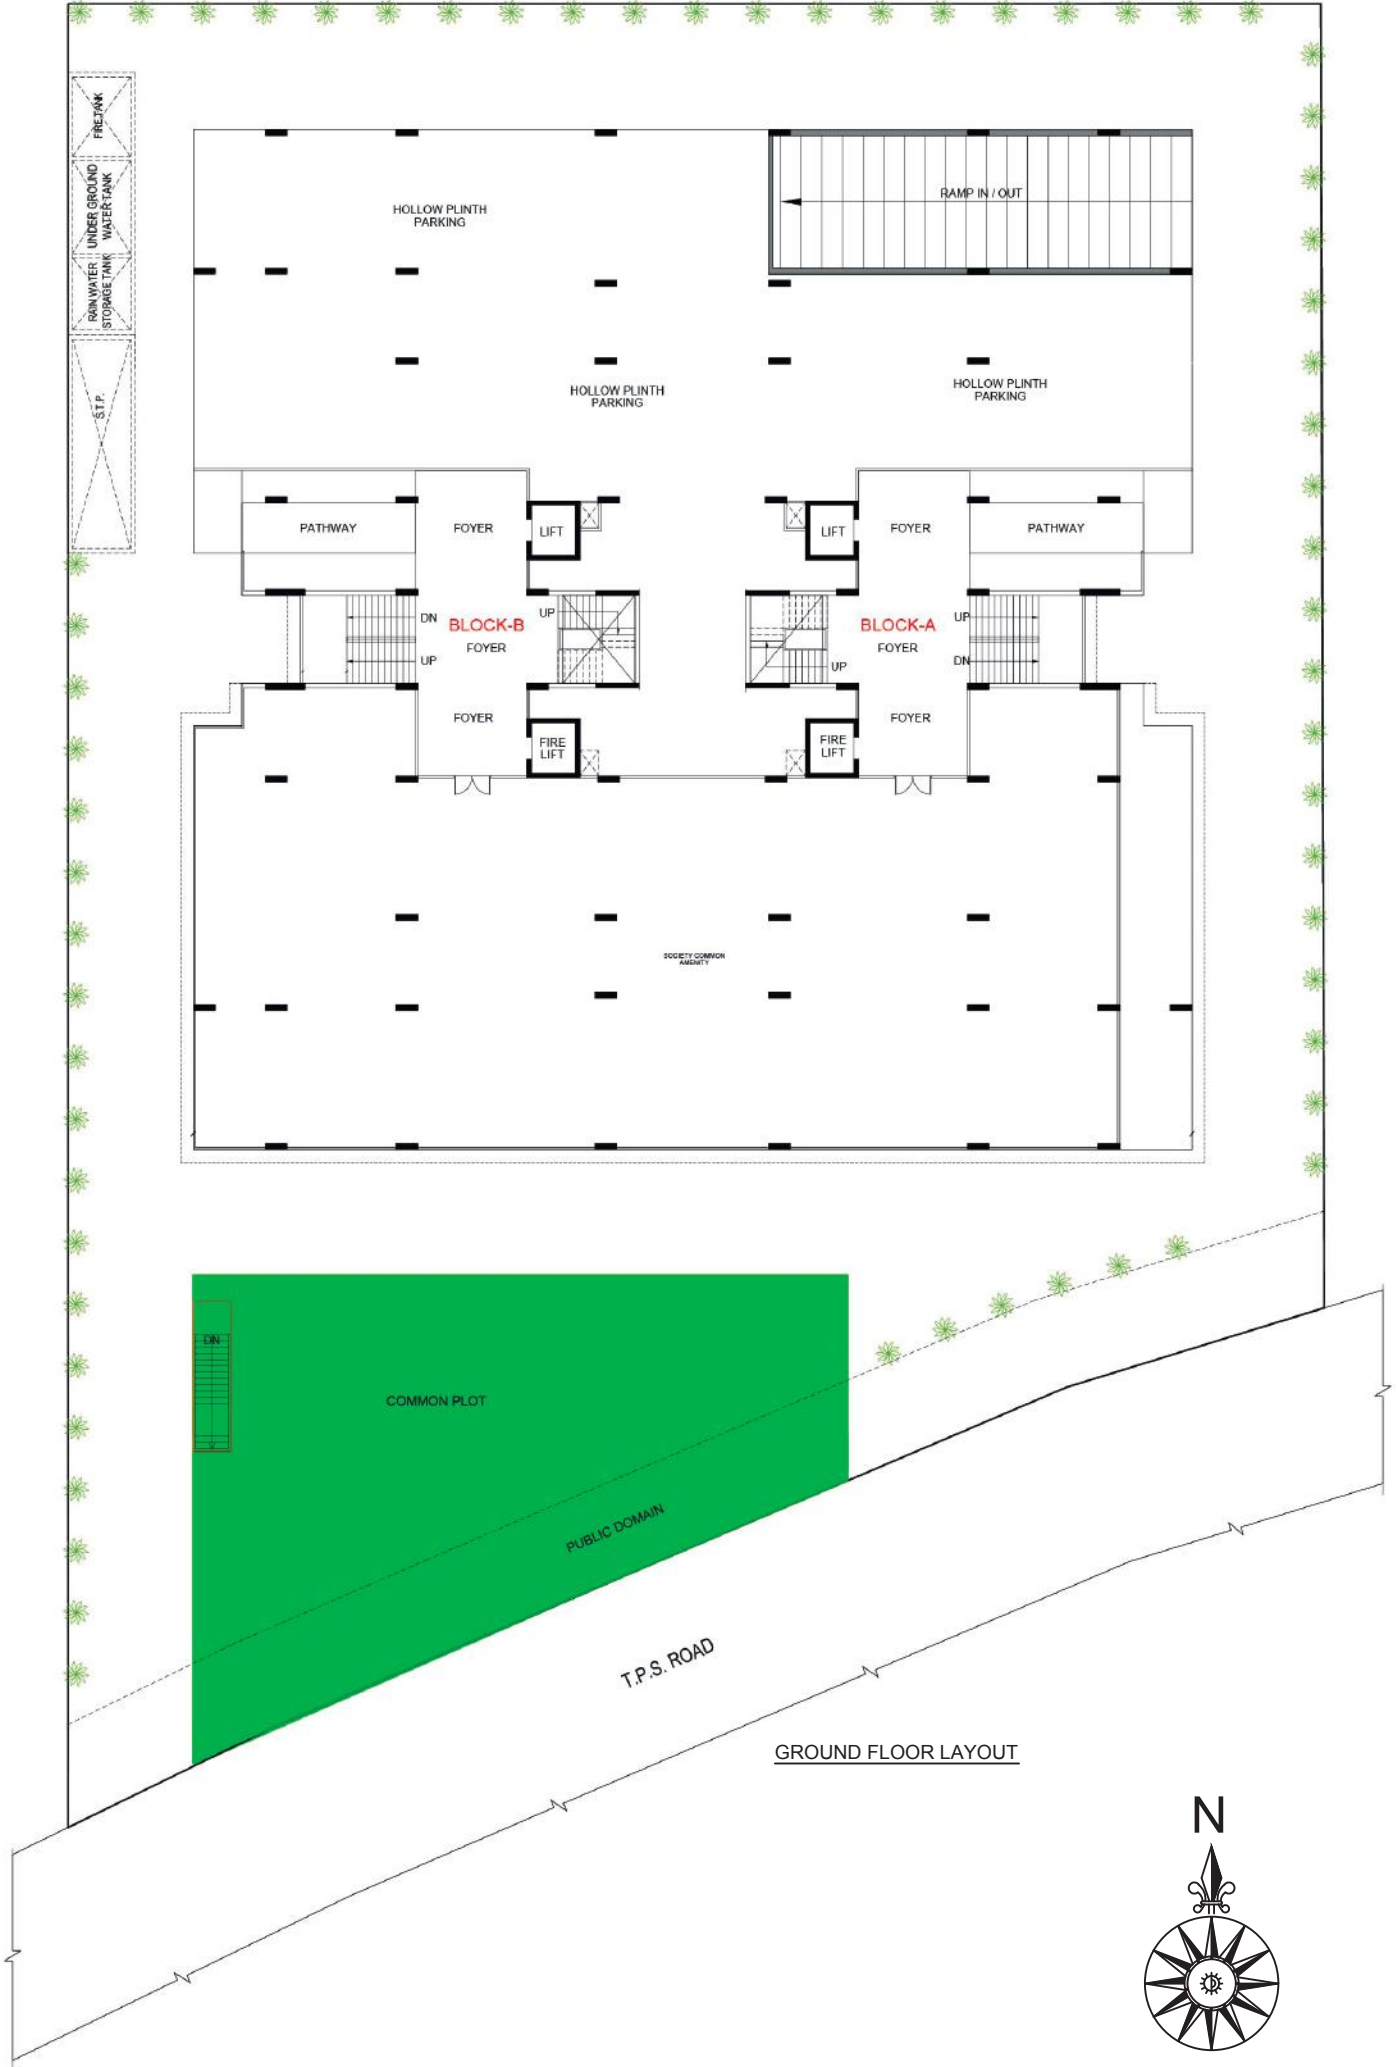 FIRE TANK
UNDER GROUND
WATER TANK
RAIN WATER
STORAGE TANK
S.T.P.
HOLLOW PLINTH
PARKING
RAMP IN / OUT
HOLLOW PLINTH
PARKING
HOLLOW PLINTH
PARKING
PATHWAY
FOYER
LIFT
LIFT
FOYER
PATHWAY
DN
UP
BLOCK-B
FOYER
UP
UP
BLOCK-A
FOYER
UP
DN
FOYER
FIRE
LIFT
FIRE
LIFT
FOYER
SOCIETY COMMON
AMENITY
DN
COMMON PLOT
PUBLIC DOMAIN
T.P.S. ROAD
GROUND FLOOR LAYOUT
N